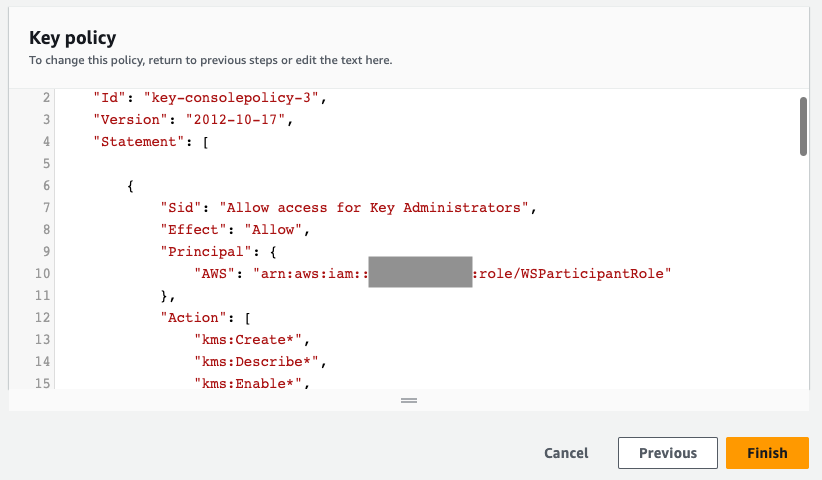 Key policy
To change this policy, return to previous steps or edit the text here.
2 "Id": "key-consolepolicy-3",
3 "Version": "2012-10-17",
4 "Statement": [
5
6 {
7 "Sid": "Allow access for Key Administrators",
8 "Effect": "Allow",
9 "Principal": {
10 "AWS": "arn:aws:iam:: :role/WSParticipantRole"
11 },
12 "Action": [
13 "kms:Create*",
14 "kms:Describe*",
15 "kms:Enable*",
Cancel Previous Finish